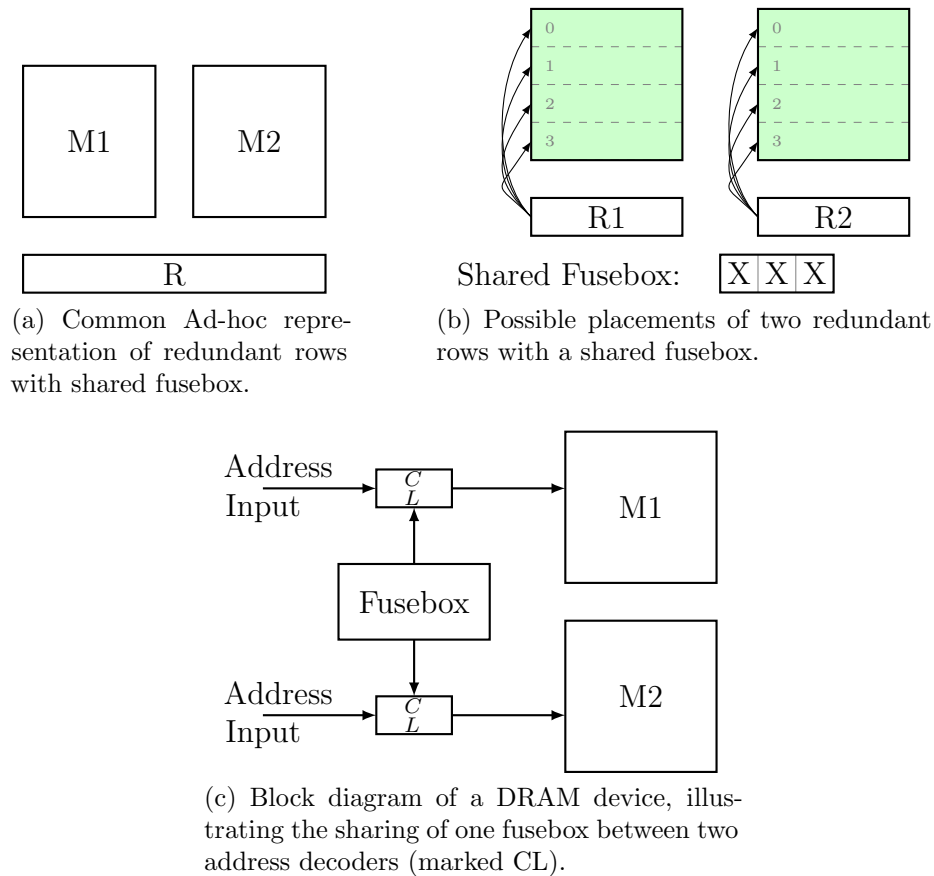 M1 M2
R
(a) Common Ad-hoc repre-
sentation of redundant rows
with shared fusebox.
0 0
1 1
2 2
3 3
R1 R2
Shared Fusebox: X X X
(b) Possible placements of two redundant
rows with a shared fusebox.
Address
Input
C
L
M1
Fusebox
Address
Input
C
L
M2
(c) Block diagram of a DRAM device, illus-
trating the sharing of one fusebox between two
address decoders (marked CL).